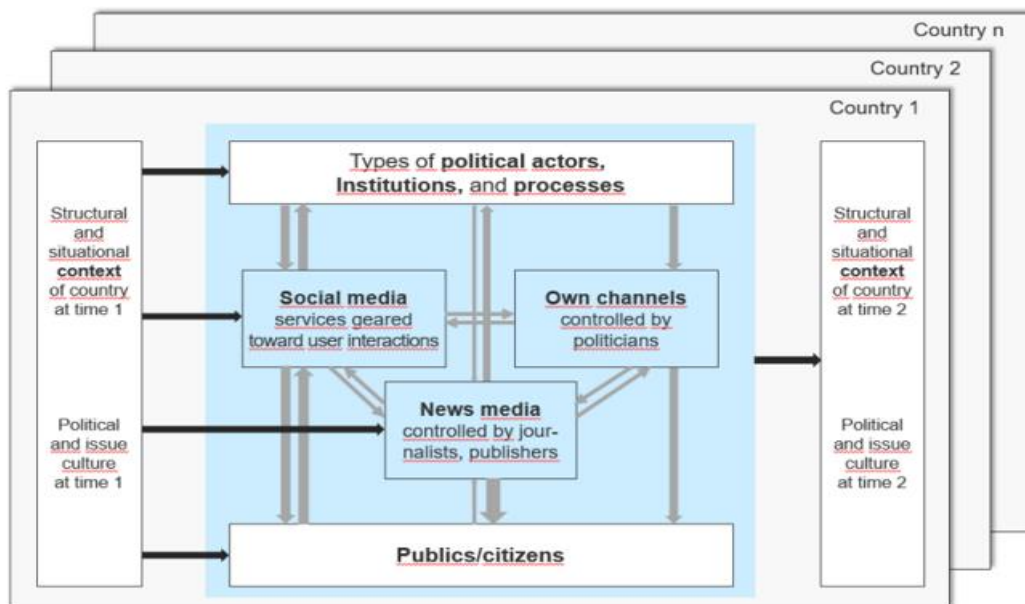 Country n
Country 2
Country 1
Structural
and
situational
context
of country
at time 1
Political
and issue
culture
at time 1
Types of political actors,
Institutions, and processes
Social media
services geared
toward user interactions
Own channels
controlled by
politicians
News media
controlled by jour-
nalists, publishers
Publics/citizens
Structural
and
situational
context
of country
at time 2
Political
and issue
culture
at time 2